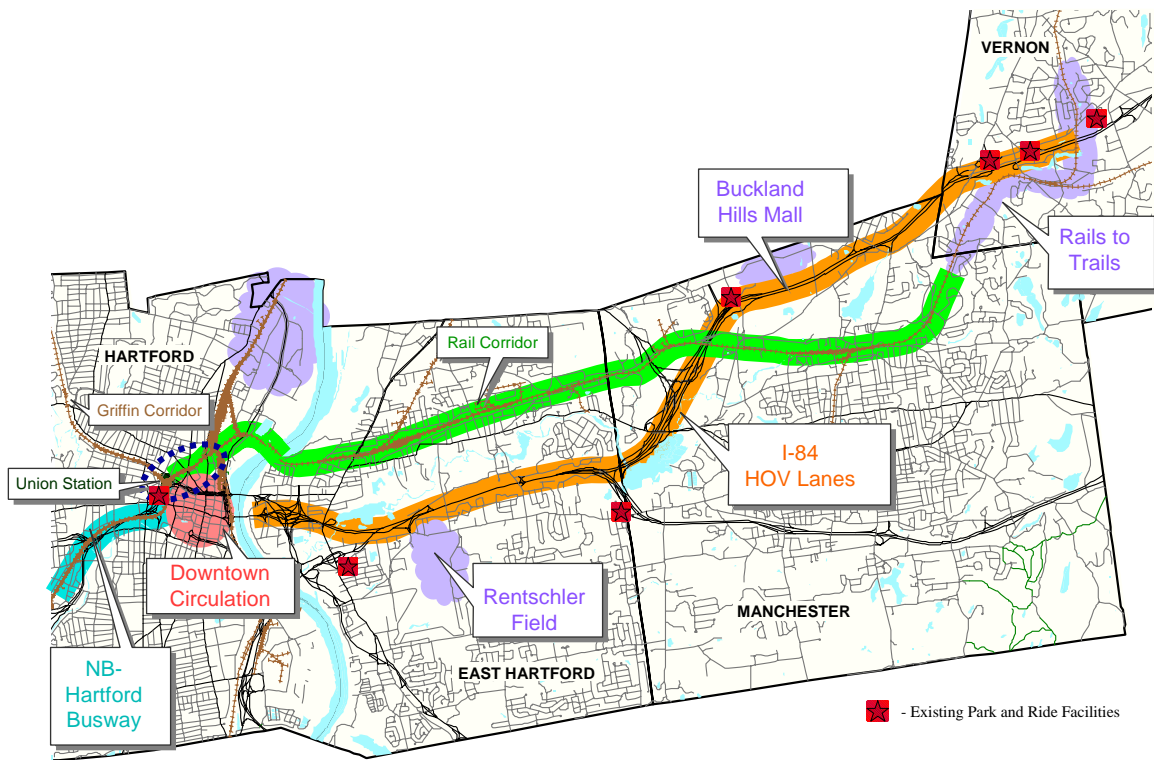 VERNON
Buckland
Hills Mall
Rails to
Trails
HARTFORD
Rail Corridor
Griffin Corridor
I-84
HOV Lanes
Union Station
Downtown
Circulation
Rentschler
Field
MANCHESTER
NB-
Hartford
Busway
EAST HARTFORD
- Existing Park and Ride Facilities